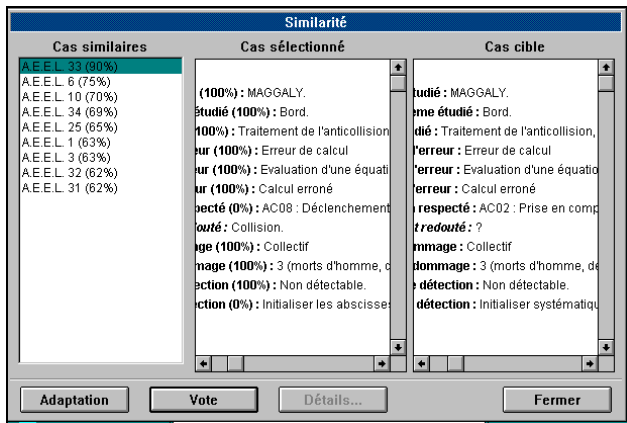 Similarité
Cas similaires
Cas sélectionné
Cas cible
A.E.E.L. 33 (90%)
A.E.E.L. 6 (75%)
A.E.E.L. 10 (70%)
A.E.E.L. 34 (69%)
A.E.E.L. 25 (65%)
A.E.E.L. 1 (63%)
A.E.E.L. 3 (63%)
A.E.E.L. 32 (62%)
A.E.E.L. 31 (62%)
(100%) : MAGGALY.
étudié (100%) : Bord.
100%) : Traitement de l'anticollision
eur (100%) : Erreur de calcul
eur (100%) : Evaluation d'une équati
ur (100%) : Calcul erroné
pecté (0%) : AC08 : Déclenchement
outé : Collision.
age (100%) : Collectif
mage (100%) : 3 (morts d'homme, c
ection (100%) : Non détectable.
ection (0%) : Initialiser les abscisse
tudié : MAGGALY.
me étudié : Bord.
dié : Traitement de l'anticollision,
'erreur : Erreur de calcul
l'erreur : Evaluation d'une équatio
'erreur : Calcul erroné
respecté : AC02 : Prise en comp
t redouté : ?
mmage : Collectif
dommage : 3 (morts d'homme, de
détection : Non détectable.
détection : Initialiser systématiqu
Adaptation
Vote
Détails...
Fermer